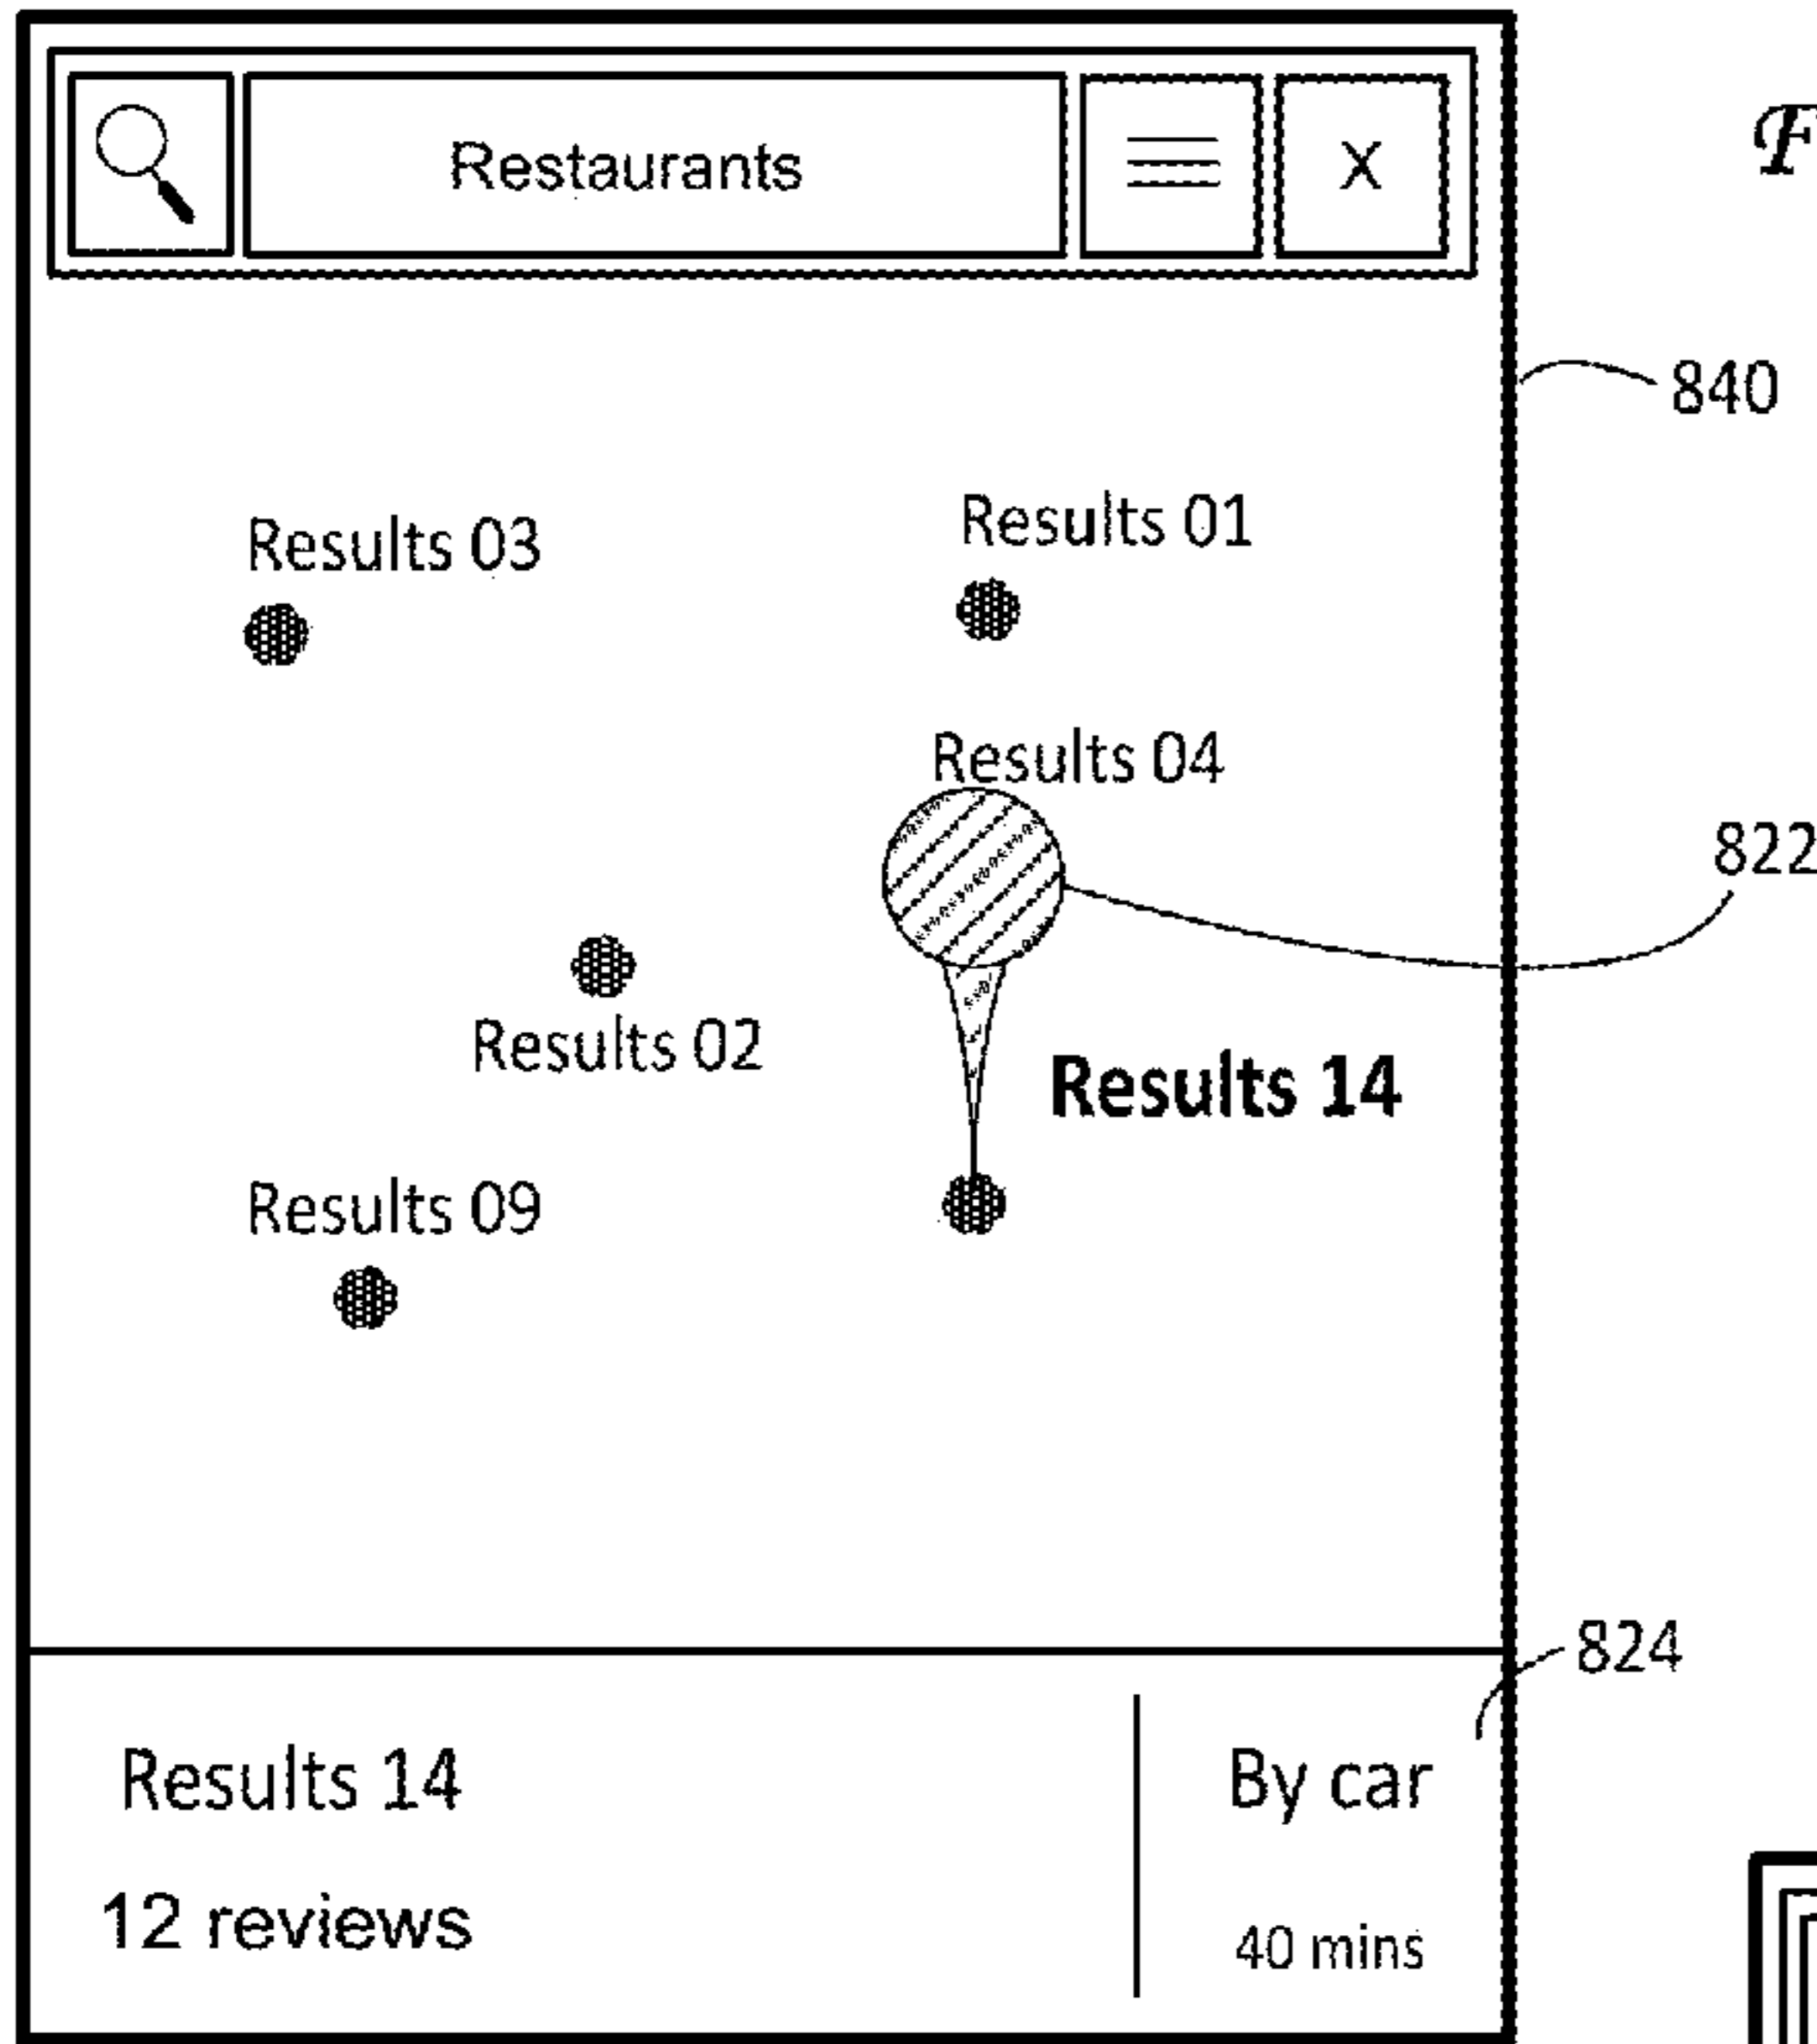 Restaurants X
F
840
Results 03
Results 01
Results 04
822
Results 02
Results 14
Results 09
824
Results 14
By car
12 reviews
40 mins